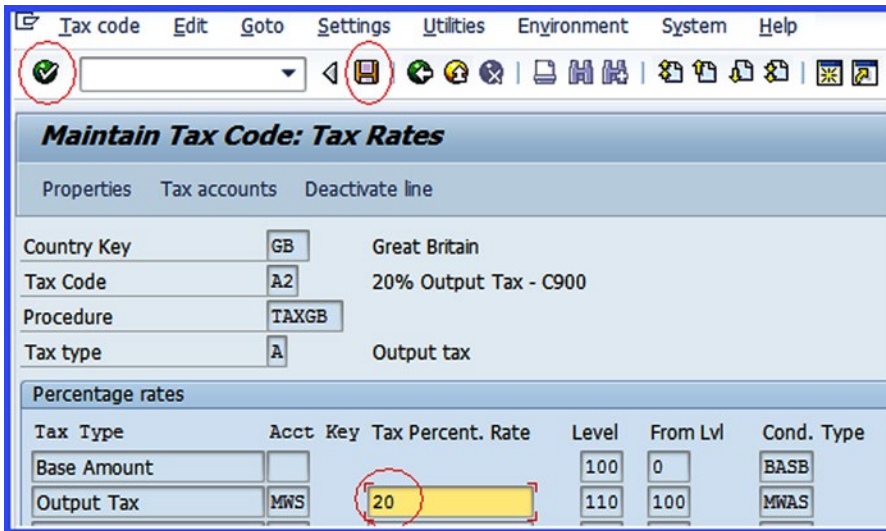 Tax code Edit Goto Settings Utilities Environment System Help
Maintain Tax Code: Tax Rates
Properties Tax accounts Deactivate line
Country Key GB Great Britain
Tax Code A2 20% Output Tax - C900
Procedure TAXGB
Tax type A Output tax
Percentage rates
Tax Type Acct Key Tax Percent. Rate Level From Lvl Cond. Type
Base Amount 100 0 BASB
Output Tax MWS 20 110 100 MWAS